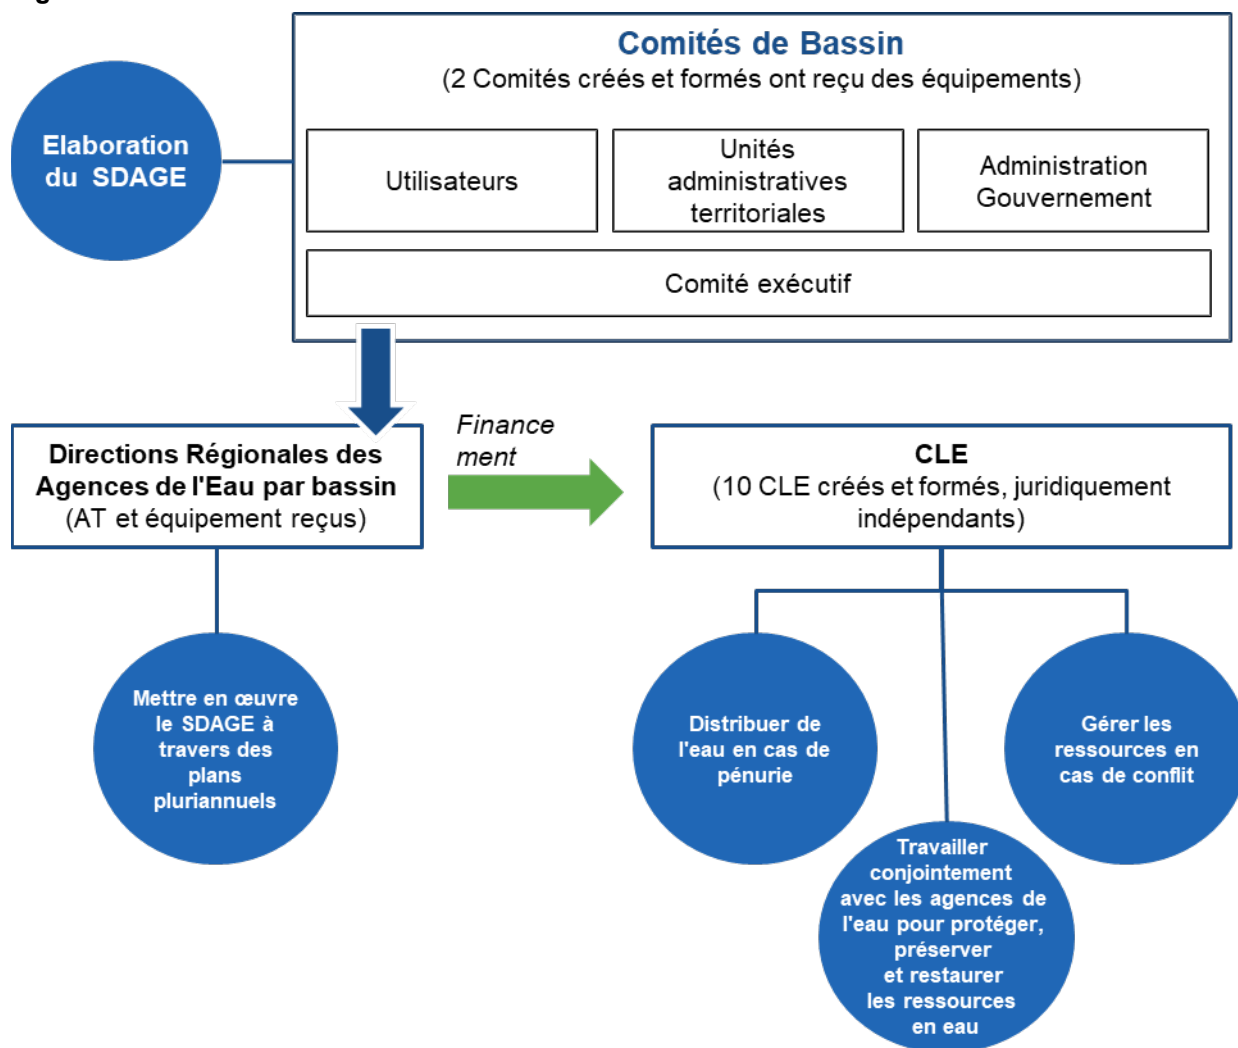 Comités de Bassin
(2 Comités créés et formés ont reçu des équipements)
Elaboration
du SDAGE
Utilisateurs
Unités
administratives
territoriales
Administration
Gouvernement
Comité exécutif
Directions Régionales des
Agences de l'Eau par bassin
(AT et équipement reçus)
Finance
ment
CLE
(10 CLE créés et formés, juridiquement
indépendants)
Mettre en œuvre
le SDAGE à
travers des
plans
pluriannuels
Distribuer de
l'eau en cas de
pénurie
Gérer les
ressources en
cas de conflit
Travailler
conjointement
avec les agences de
l'eau pour protéger,
préserver
et restaurer
les ressources
en eau